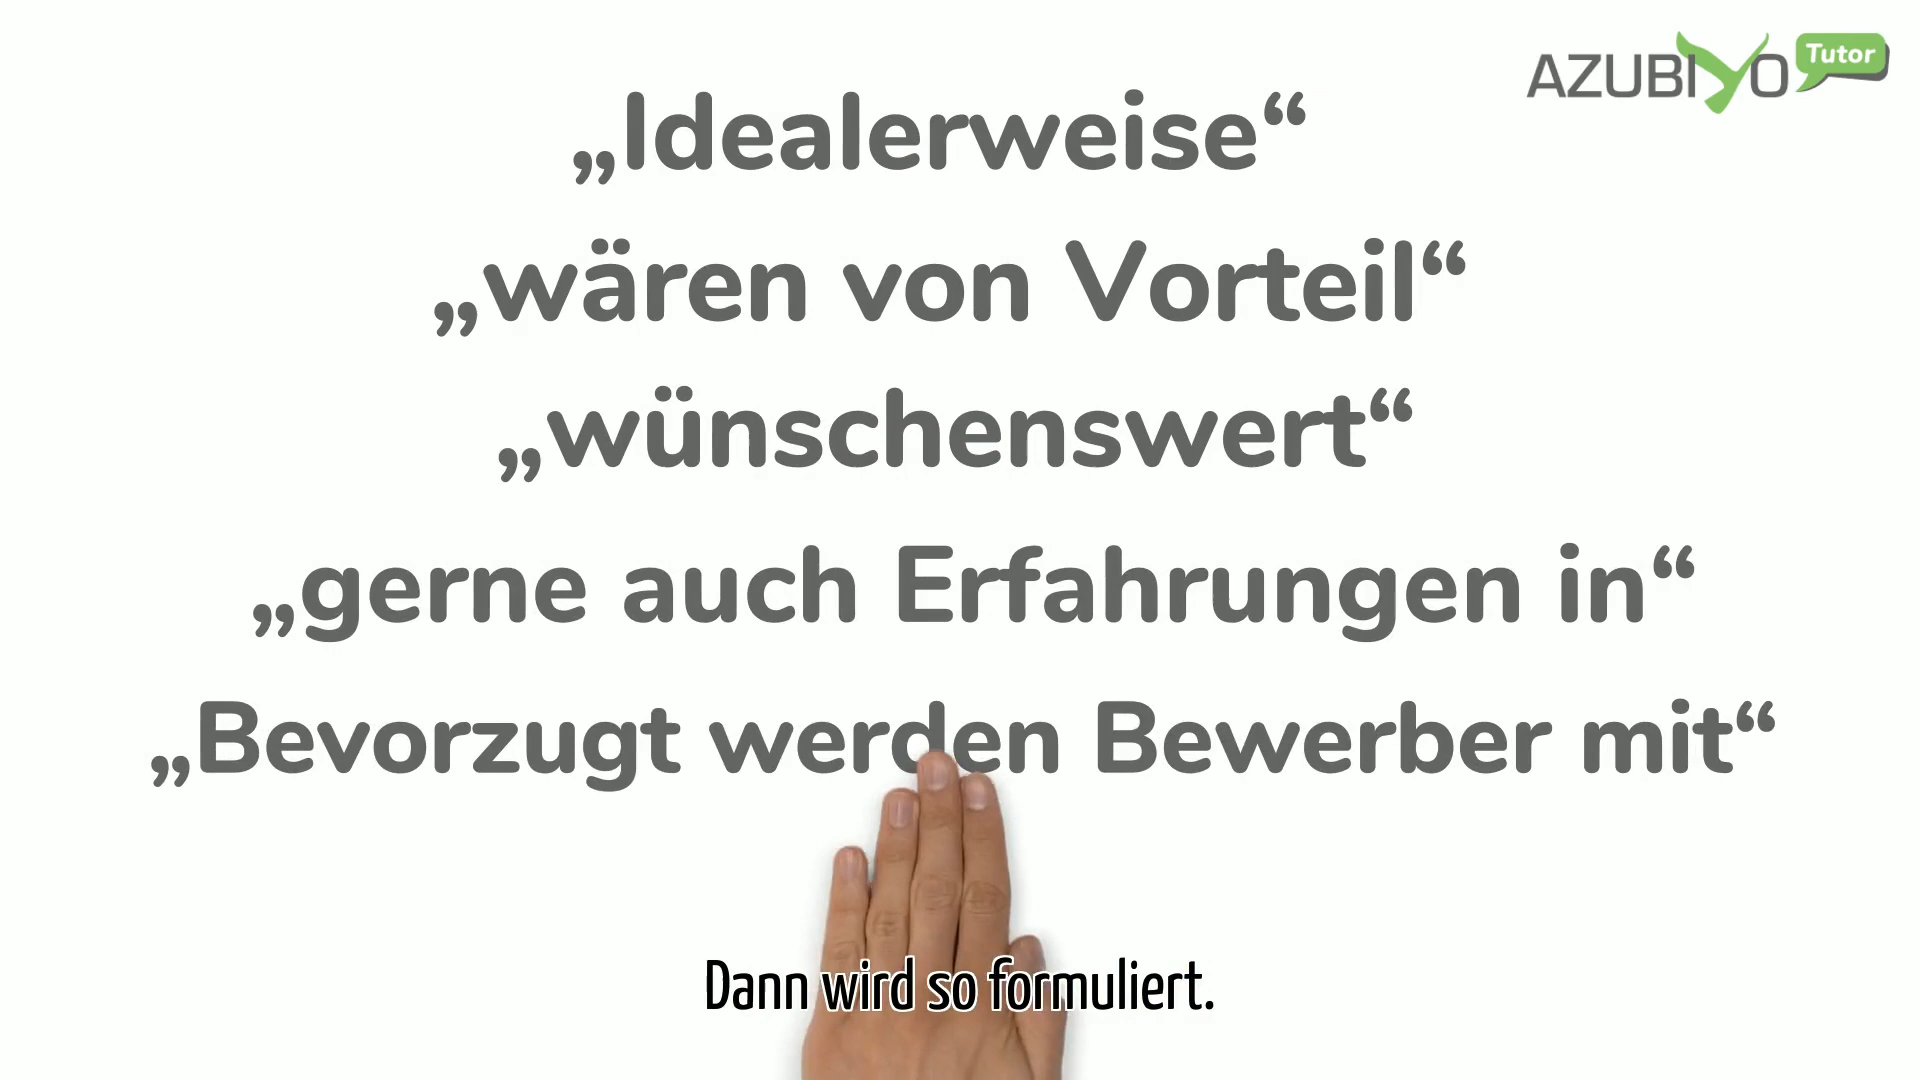 AZUBIYO Tutor
„Idealerweise“
„wären von Vorteil“
„wünschenswert“
„gerne auch Erfahrungen in“
„Bevorzugt werden Bewerber mit“
Dann wird so formuliert.